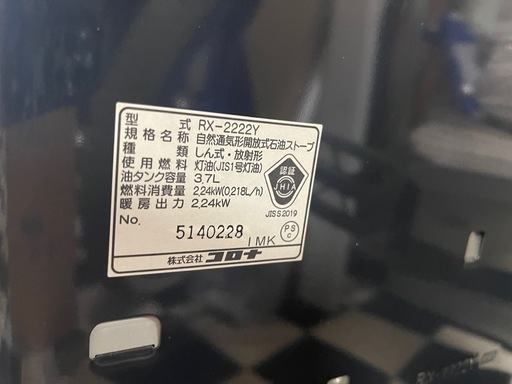 型 式 RX-2222Y
規格名称 自然通気形開放式石油ストーブ
種 類 しん式・放射形
使用燃料 灯油(JIS1号灯油)
油タンク容量 3.7L
燃料消費量 2.24kW(0.218L/h)
暖房出力 2.24kW
認証
JHIA
JIS S 2019
No. 5140228
1MK
PS
C
株式会社 コロナ
RX-2222Y